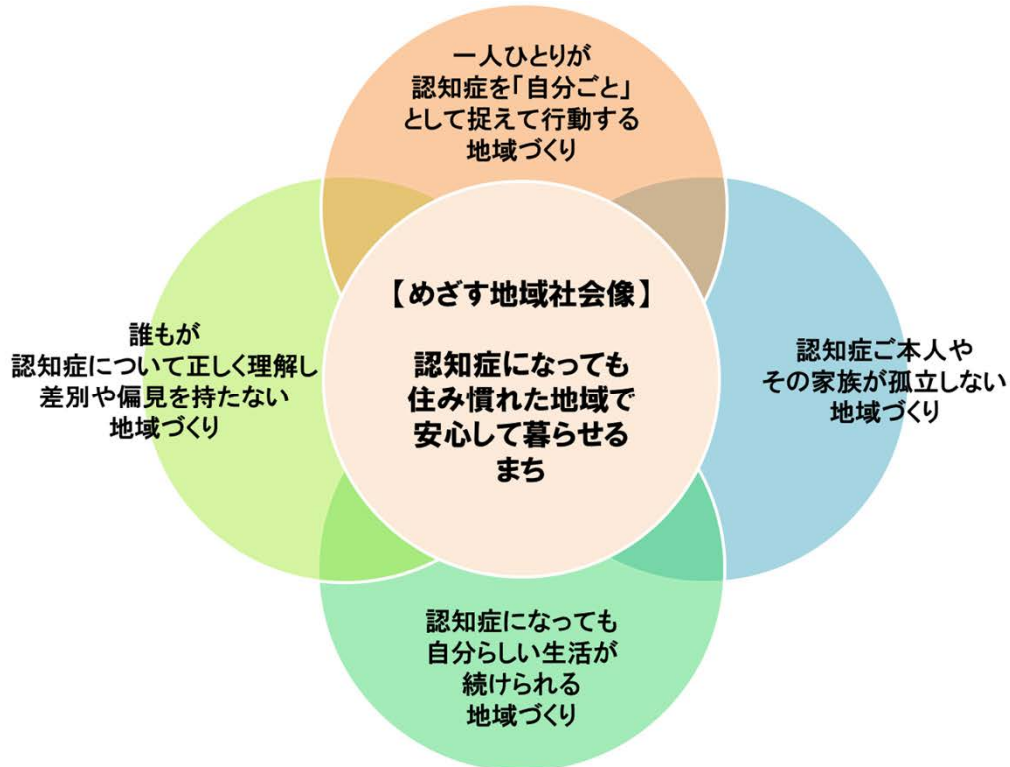 一人ひとりが
認知症を「自分ごと」
として捉えて行動する
地域づくり
誰もが
認知症について正しく理解し
差別や偏見を持たない
地域づくり
【めざす地域社会像】
認知症になっても
住み慣れた地域で
安心して暮らせる
まち
認知症ご本人や
その家族が孤立しない
地域づくり
認知症になっても
自分らしい生活が
続けられる
地域づくり